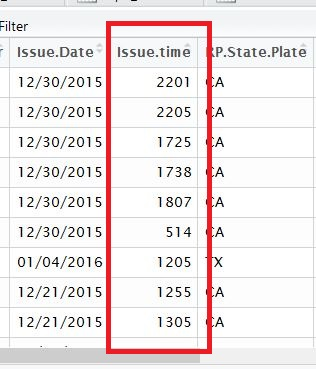 Filter
Issue.Date Issue.time RP.State.Plate
12/30/2015 2201 CA
12/30/2015 2205 CA
12/30/2015 1725 CA
12/30/2015 1738 CA
12/30/2015 1807 CA
12/30/2015 514 CA
01/04/2016 1205 TX
12/21/2015 1255 CA
12/21/2015 1305 CA